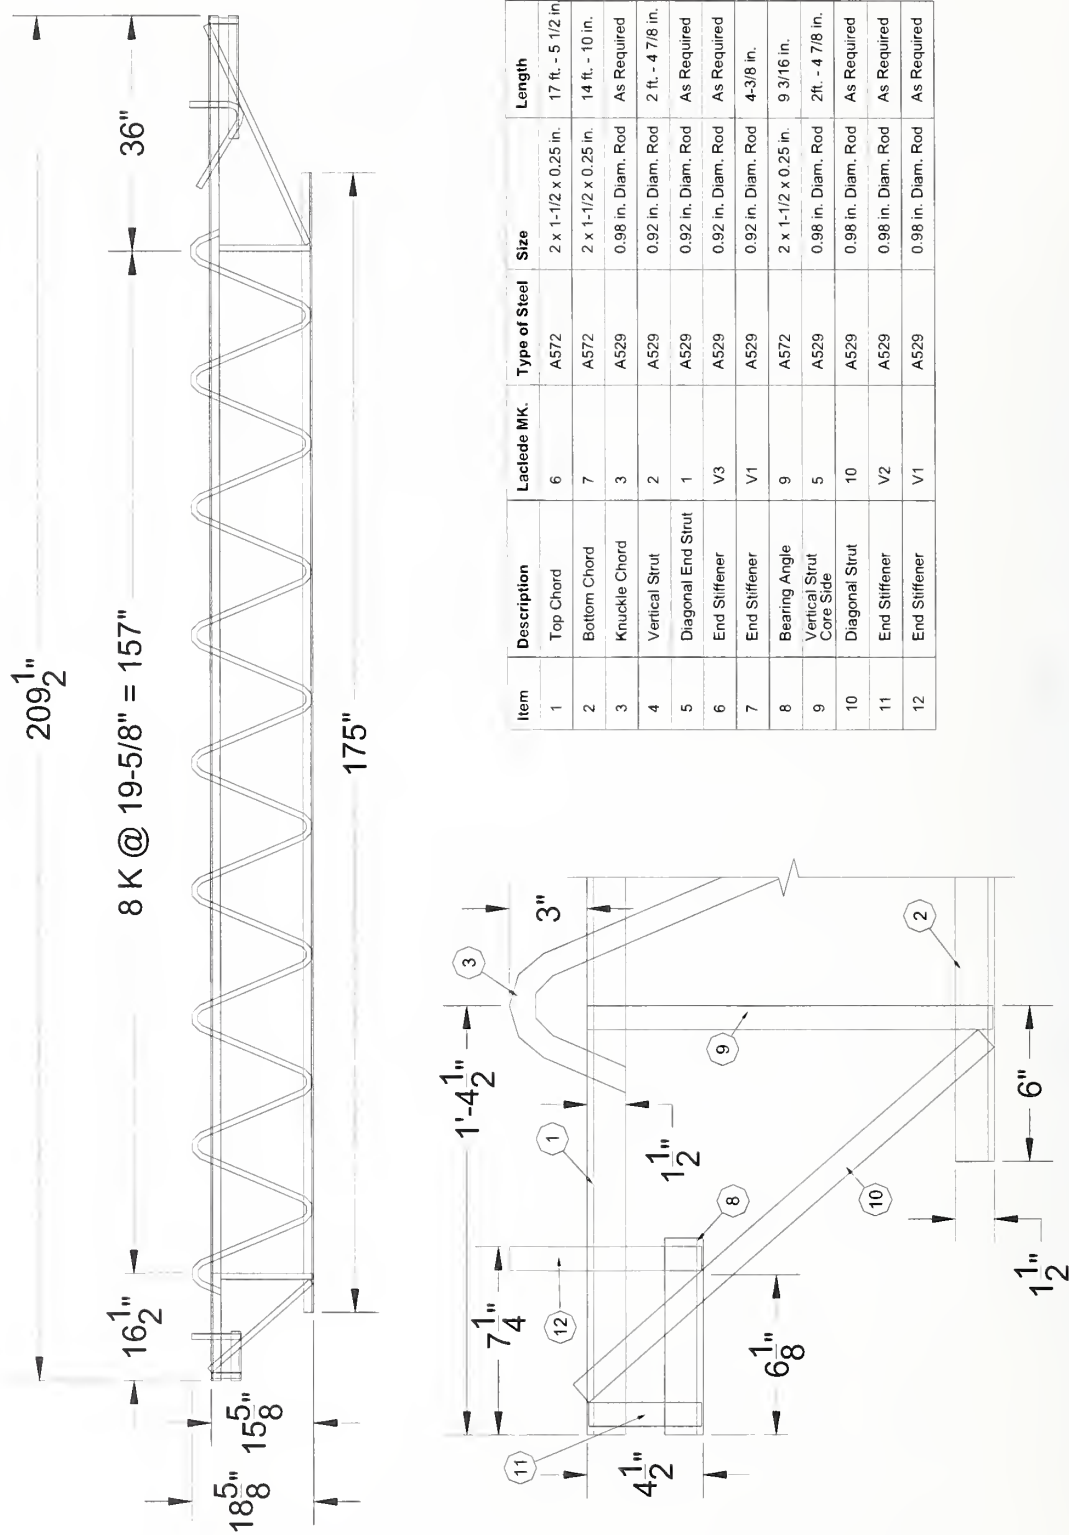 209 1/2"
8 K @ 19-5/8" = 157"
36"
16 1/2"
18 5/8"
15 5/8"
175"
1'-4 1/2"
3"
7 1/4"
1 1/2"
4 1/2"
6 1/8"
6"
1 1/2"
3
1
9
2
12
8
11
10
Item Description Laclede MK. Type of Steel Size Length
1 Top Chord 6 A572 2 x 1-1/2 x 0.25 in. 17 ft. - 5 1/2 in.
2 Bottom Chord 7 A572 2 x 1-1/2 x 0.25 in. 14 ft. - 10 in.
3 Knuckle Chord 3 A529 0.98 in. Diam. Rod As Required
4 Vertical Strut 2 A529 0.92 in. Diam. Rod 2 ft. - 4 7/8 in.
5 Diagonal End Strut 1 A529 0.92 in. Diam. Rod As Required
6 End Stiffener V3 A529 0.92 in. Diam. Rod As Required
7 End Stiffener V1 A529 0.92 in. Diam. Rod 4-3/8 in.
8 Bearing Angle 9 A572 2 x 1-1/2 x 0.25 in. 9 3/16 in.
9 Vertical Strut Core Side 5 A529 0.98 in. Diam. Rod 2ft. - 4 7/8 in.
10 Diagonal Strut 10 A529 0.98 in. Diam. Rod As Required
11 End Stiffener V2 A529 0.98 in. Diam. Rod As Required
12 End Stiffener V1 A529 0.98 in. Diam. Rod As Required